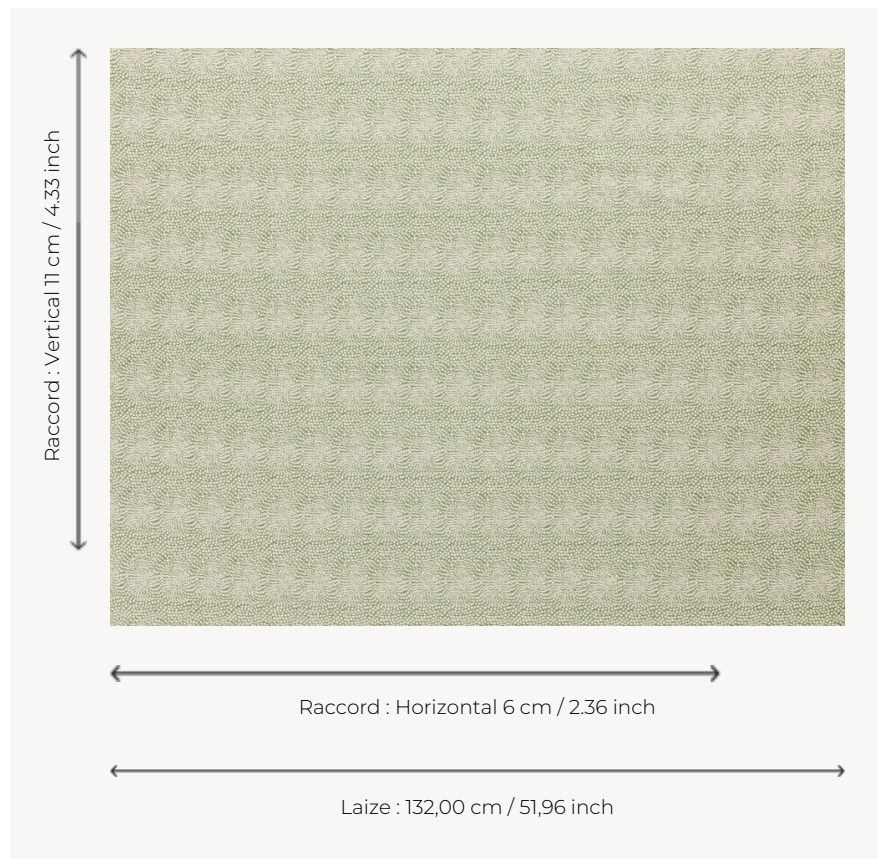 Raccord : Vertical 11 cm / 4.33 inch
Raccord : Horizontal 6 cm / 2.36 inch
Laize : 132,00 cm / 51,96 inch